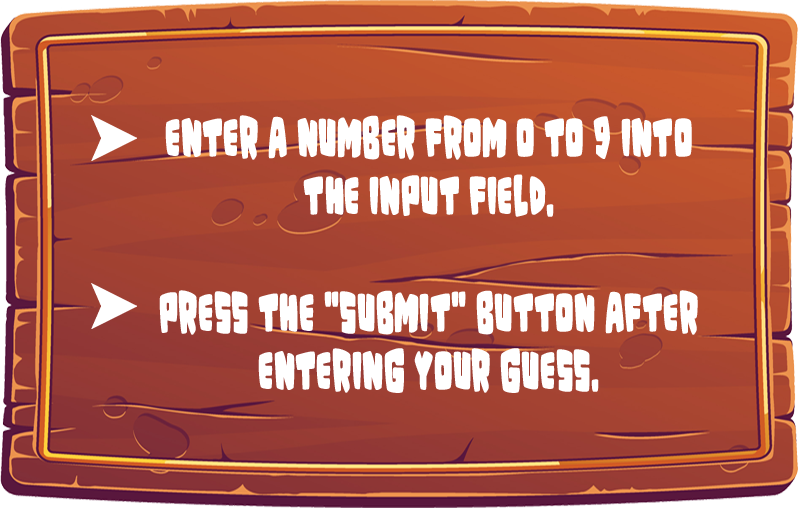 ENTER A NUMBER FROM 0 TO 9 INTO
THE INPUT FIELD.
PRESS THE "SUBMIT" BUTTON AFTER
ENTERING YOUR GUESS.